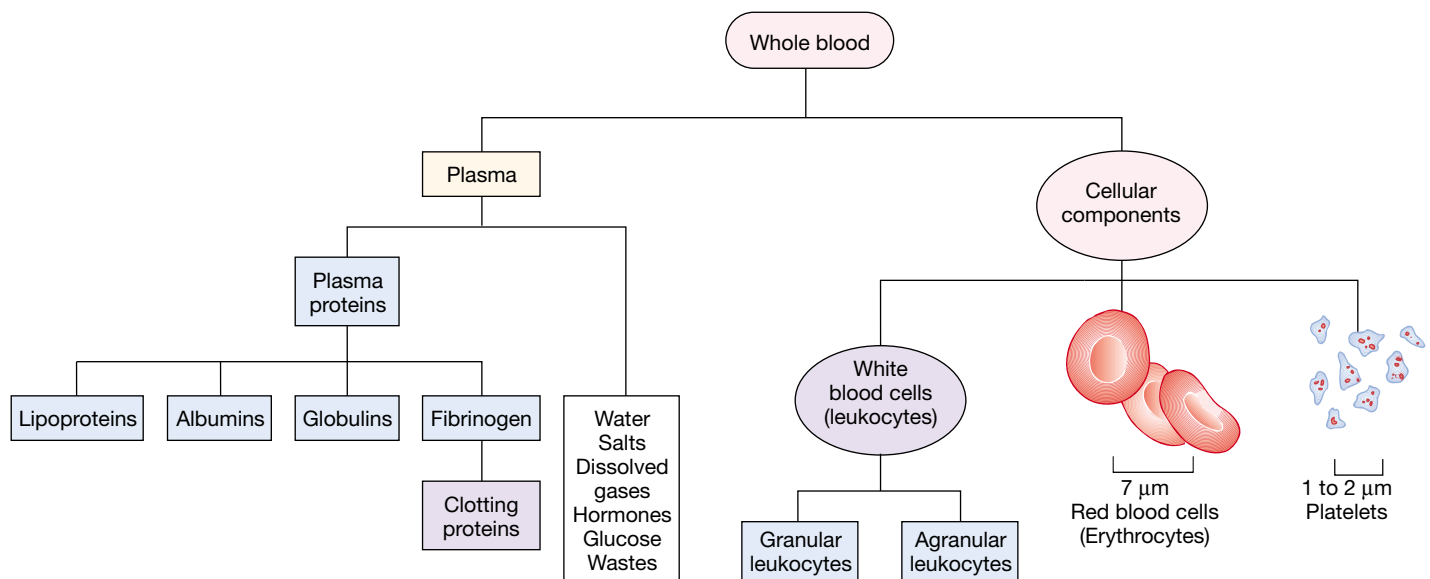 Whole blood
Plasma
Cellular
components
Plasma
proteins
Lipoproteins
Albumins
Globulins
Fibrinogen
Clotting
proteins
Water
Salts
Dissolved
gases
Hormones
Glucose
Wastes
White
blood cells
(leukocytes)
Granular
leukocytes
Agranular
leukocytes
7 μm
Red blood cells
(Erythrocytes)
1 to 2 μm
Platelets